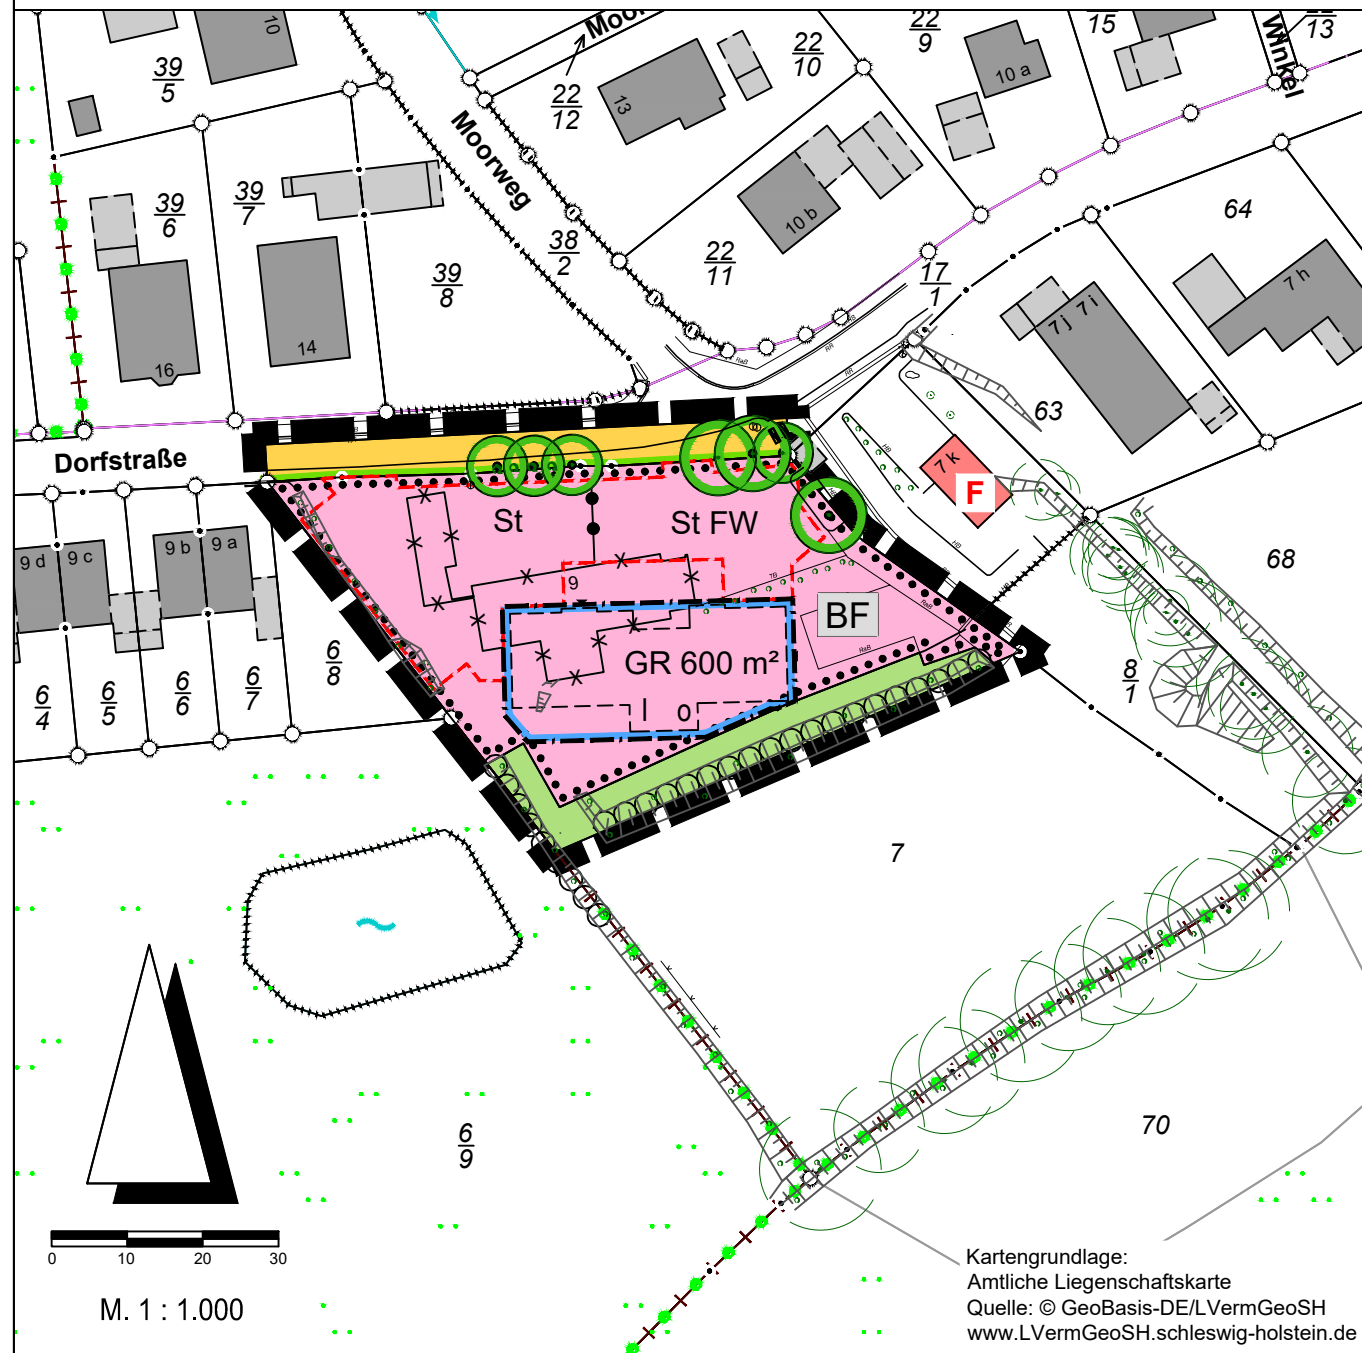 10
39
5
Moorweg
22
12
13
22
10
22
9
10 a
15
Winkel
13
39
6
39
7
39
8
38
2
22
11
10 b
17
1
64
7 h
7 j
7 i
63
16
14
Dorfstraße
7 k
F
St
St FW
9
BF
GR 600 m²
I
o
68
9 d
9 c
9 b
9 a
6
4
6
5
6
6
6
7
6
8
8
1
7
6
9
70
0
10
20
30
M. 1 : 1.000
Kartengrundlage:
Amtliche Liegenschaftskarte
Quelle: © GeoBasis-DE/LVermGeoSH
www.LVermGeoSH.schleswig-holstein.de